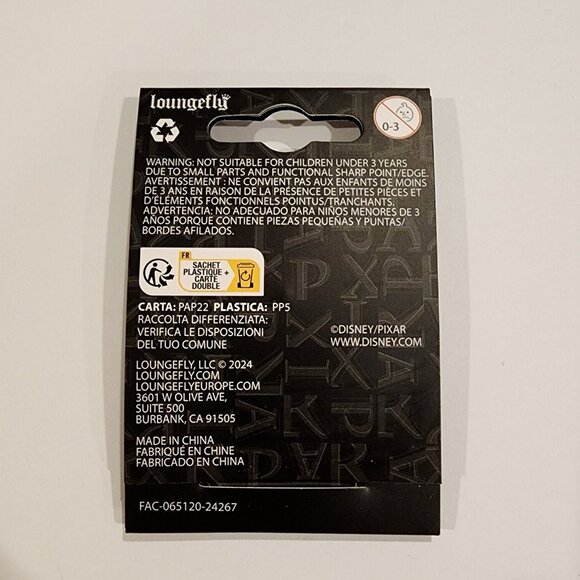 loungefly
0-3
WARNING: NOT SUITABLE FOR CHILDREN UNDER 3 YEARS
DUE TO SMALL PARTS AND FUNCTIONAL SHARP POINT/EDGE.
AVERTISSEMENT : NE CONVIENT PAS AUX ENFANTS DE MOINS
DE 3 ANS EN RAISON DE LA PRÉSENCE DE PETITES PIÈCES ET
D'ÉLÉMENTS FONCTIONNELS POINTUS/TRANCHANTS.
ADVERTENCIA: NO ADECUADO PARA NIÑOS MENORES DE 3
AÑOS PORQUE CONTIENE PIEZAS PEQUEÑAS Y PUNTAS/
BORDES AFILADOS.
FR
SACHET
PLASTIQUE +
CARTE
DOUBLE
CARTA: PAP22 PLASTICA: PP5
RACCOLTA DIFFERENZIATA:
VERIFICA LE DISPOSIZIONI
DEL TUO COMUNE
©DISNEY/PIXAR
WWW.DISNEY.COM
LOUNGEFLY, LLC © 2024
LOUNGEFLY.COM
LOUNGEFLYEUROPE.COM
3601 W OLIVE AVE,
SUITE 500
BURBANK, CA 91505
MADE IN CHINA
FABRIQUÉ EN CHINE
FABRICADO EN CHINA
FAC-065120-24267